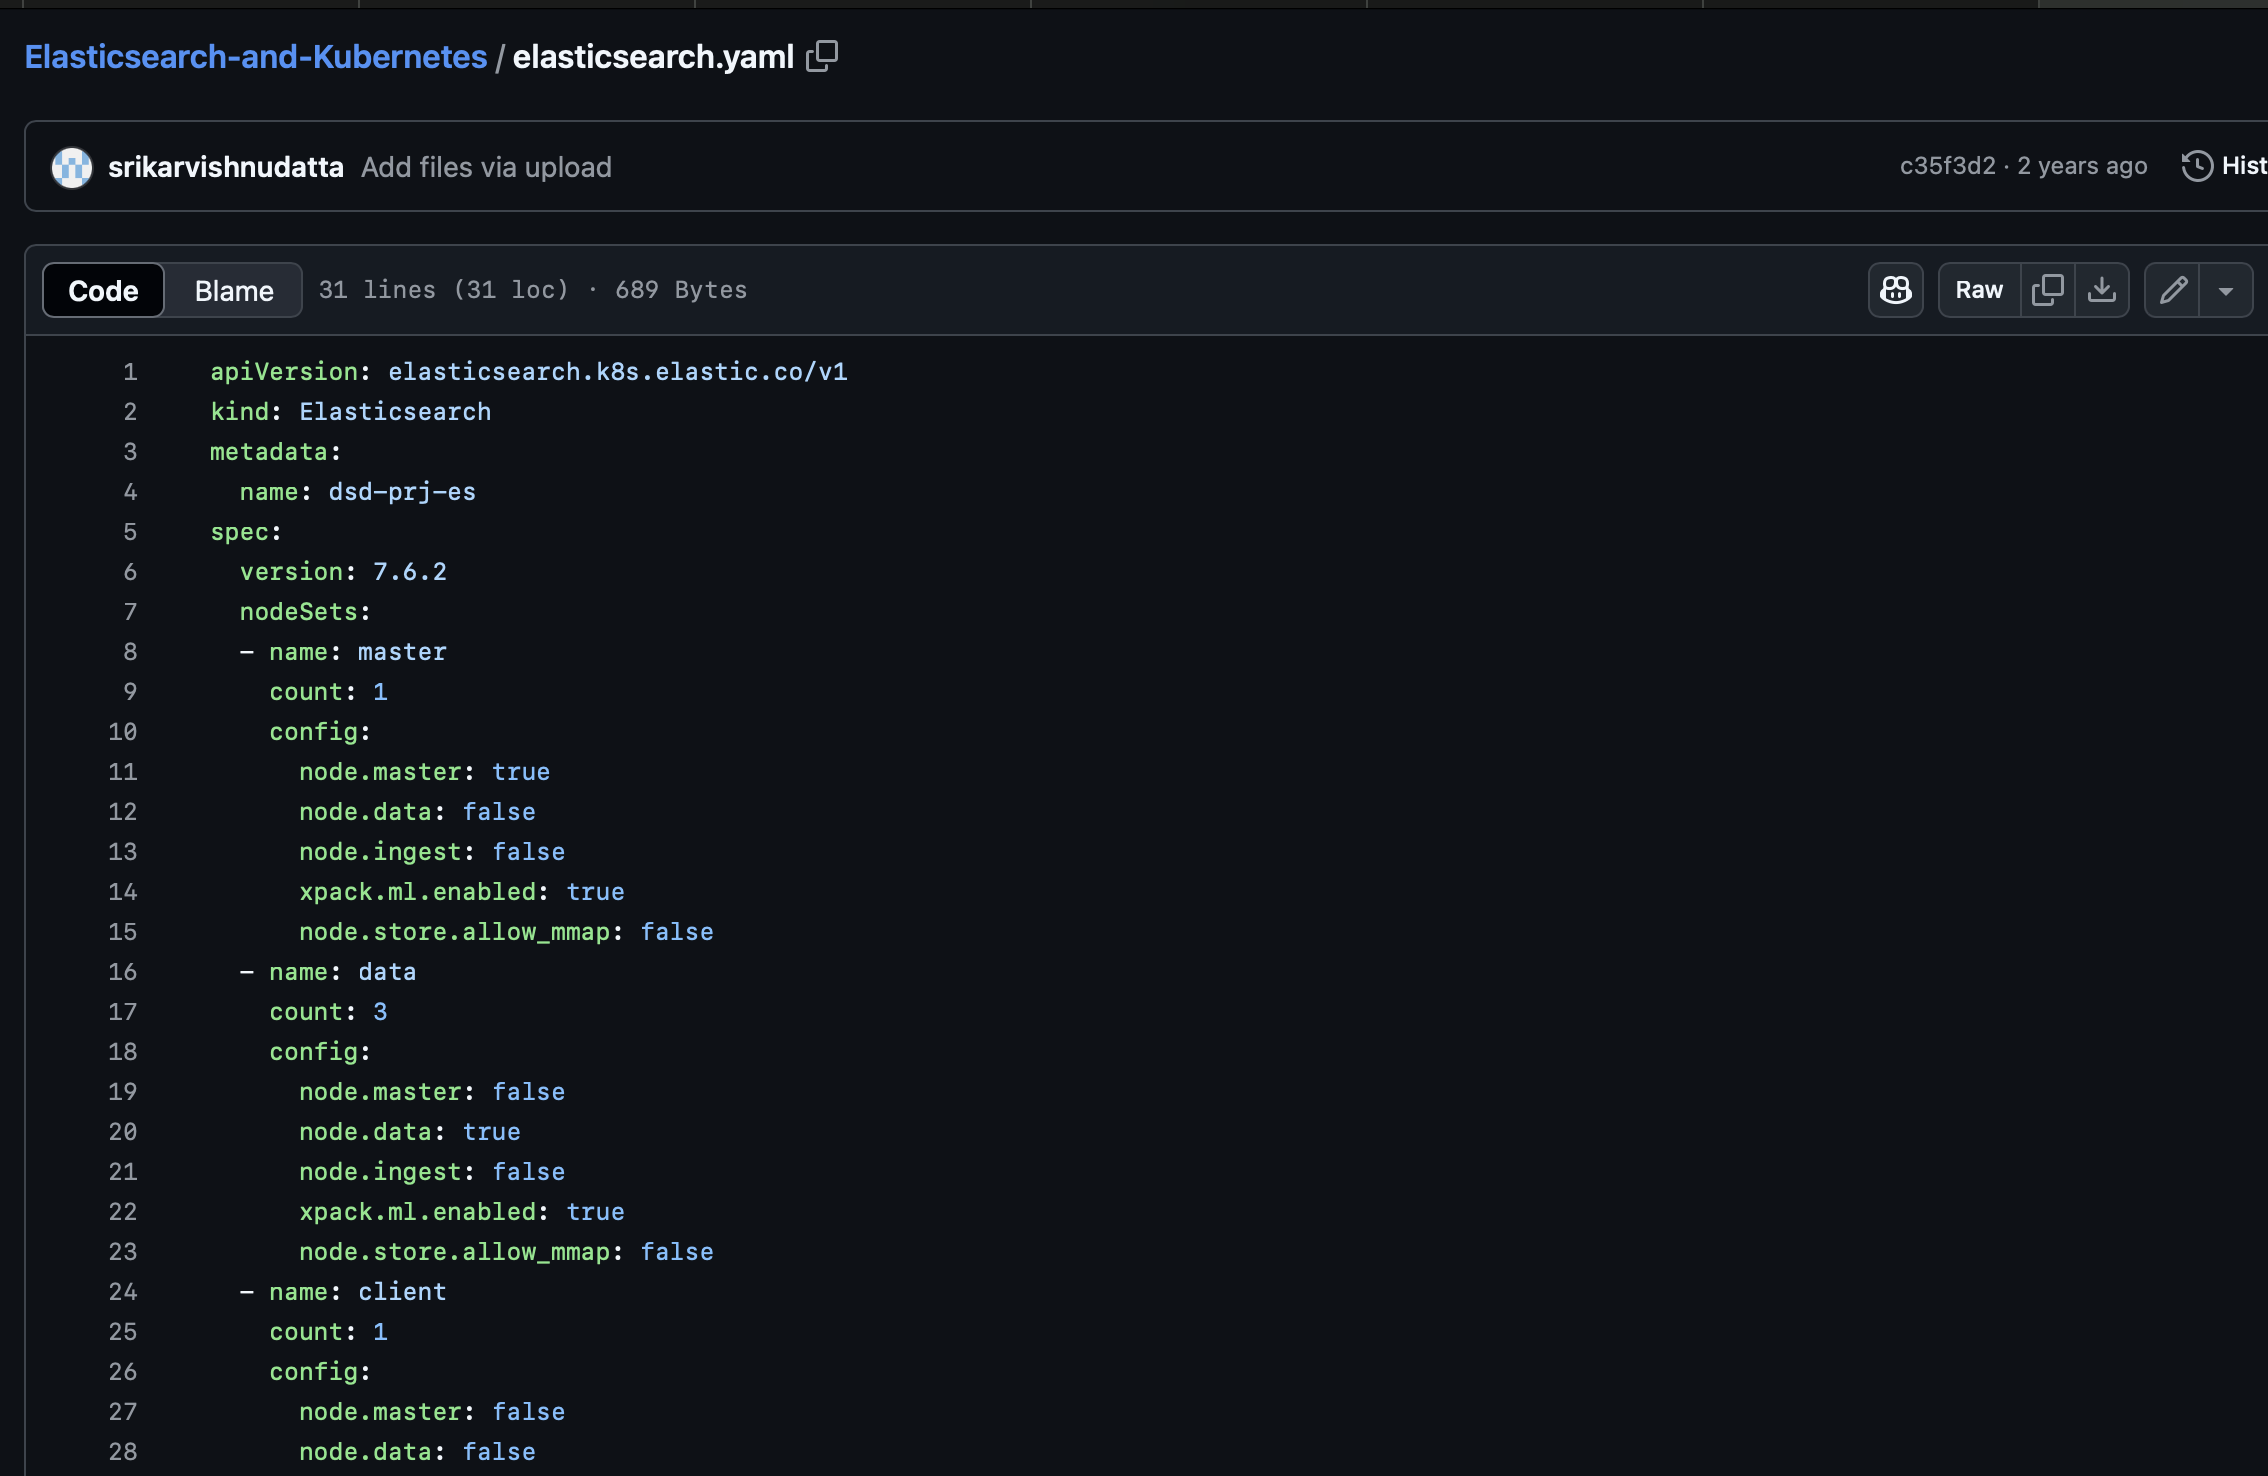 Elasticsearch-and-Kubernetes / elasticsearch.yaml
srikarvishnudatta Add files via upload c35f3d2 · 2 years ago Hist
Code Blame 31 lines (31 loc) · 689 Bytes Raw
1 apiVersion: elasticsearch.k8s.elastic.co/v1
2 kind: Elasticsearch
3 metadata:
4   name: dsd-prj-es
5 spec:
6   version: 7.6.2
7   nodeSets:
8   - name: master
9     count: 1
10     config:
11       node.master: true
12       node.data: false
13       node.ingest: false
14       xpack.ml.enabled: true
15       node.store.allow_mmap: false
16   - name: data
17     count: 3
18     config:
19       node.master: false
20       node.data: true
21       node.ingest: false
22       xpack.ml.enabled: true
23       node.store.allow_mmap: false
24   - name: client
25     count: 1
26     config:
27       node.master: false
28       node.data: false